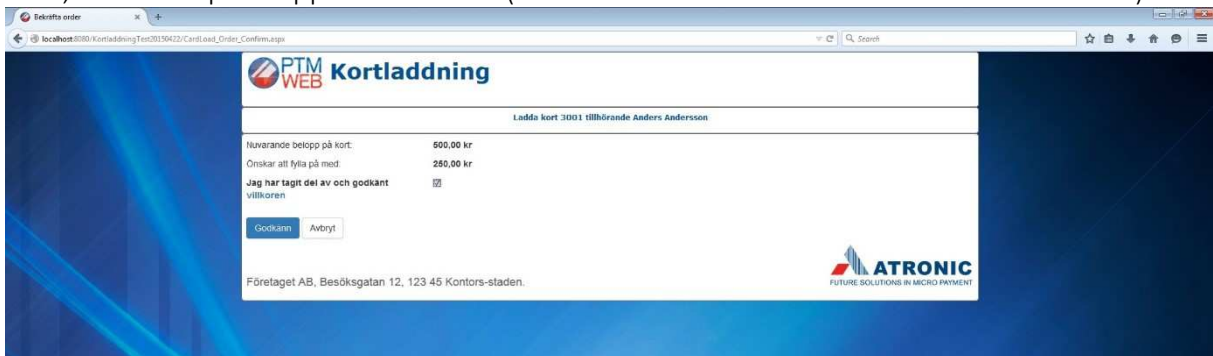 Bekräfta order
localhost:8080/KortladdningTest20150422/CardLoad_Order_Confirm.aspx
Search
PTM WEB Kortladdning
Ladda kort 3001 tillhörande Anders Andersson
Nuvarande belopp på kort: 500,00 kr
Önskar att fylla på med: 250,00 kr
Jag har tagit del av och godkänt
villkoren
Godkänn Avbryt
ATRONIC
FUTURE SOLUTIONS IN MICRO PAYMENT
Företaget AB, Besöksgatan 12, 123 45 Kontors-staden.